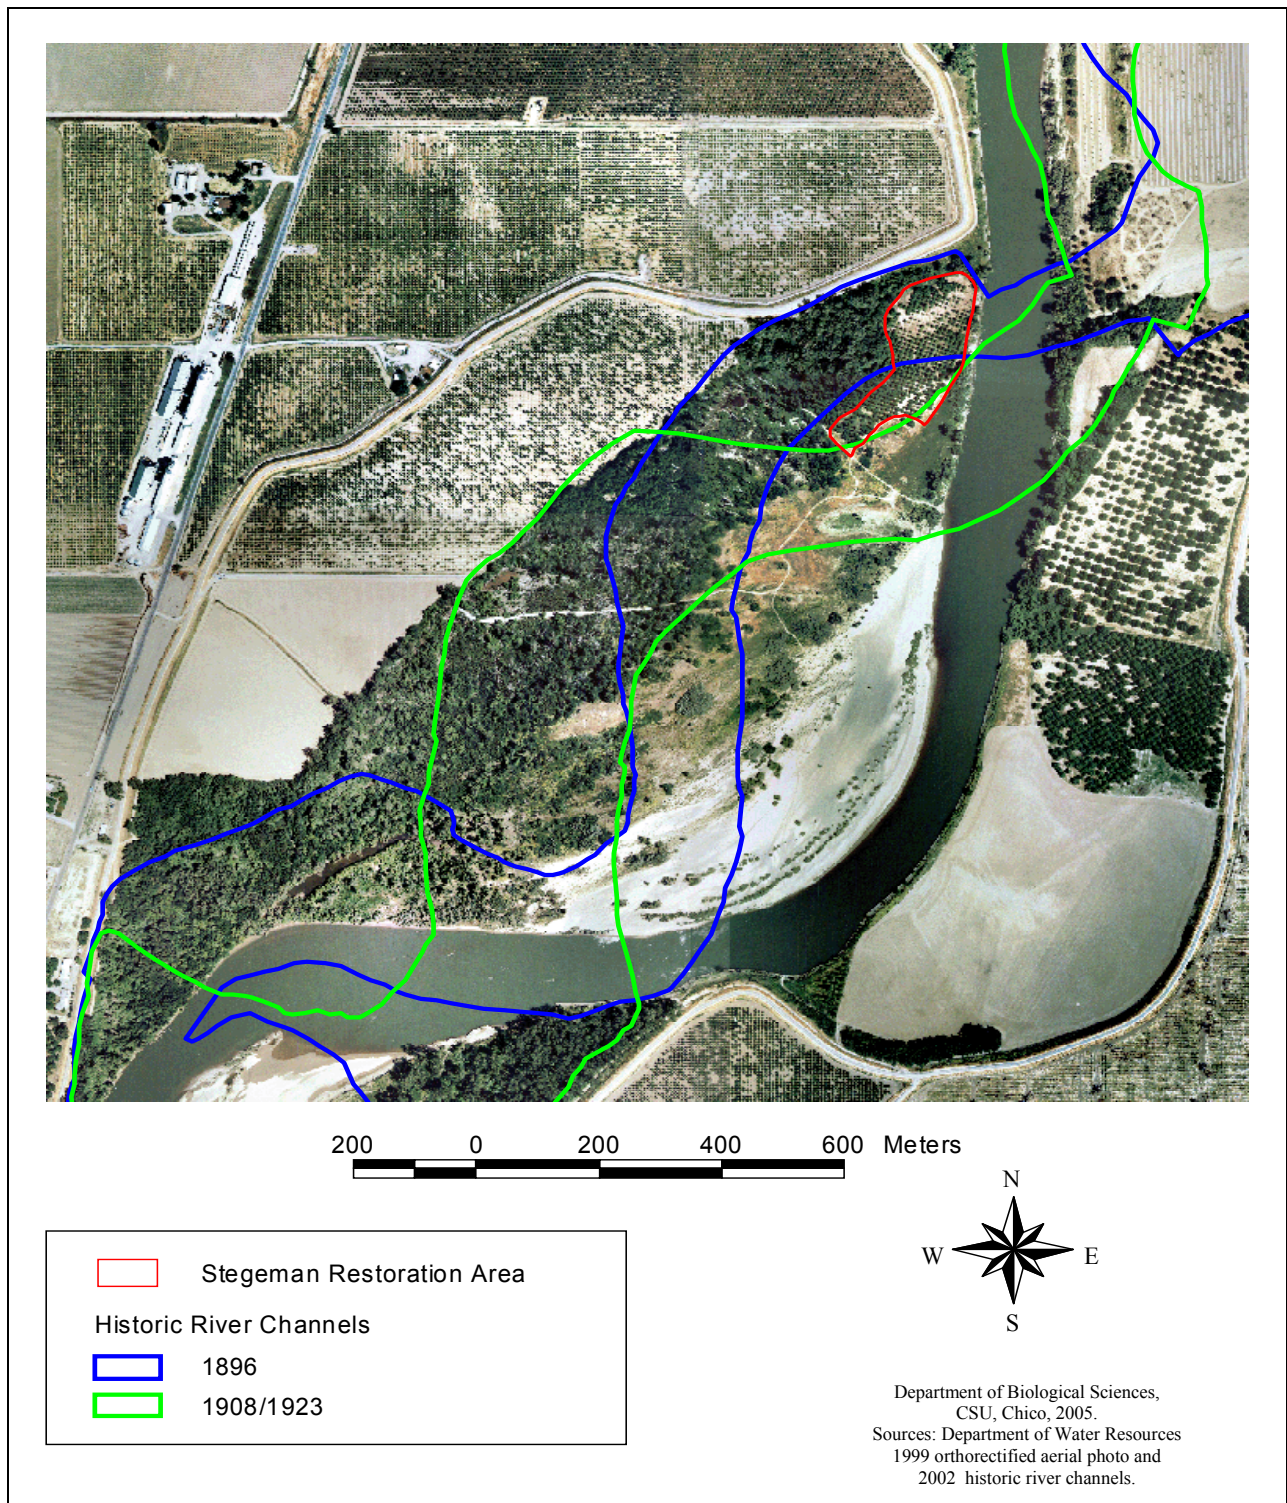 200 0 200 400 600 Meters
N
W E
S
Stegeman Restoration Area
Historic River Channels
1896
1908/1923
Department of Biological Sciences,
CSU, Chico, 2005.
Sources: Department of Water Resources
1999 orthorectified aerial photo and
2002 historic river channels.